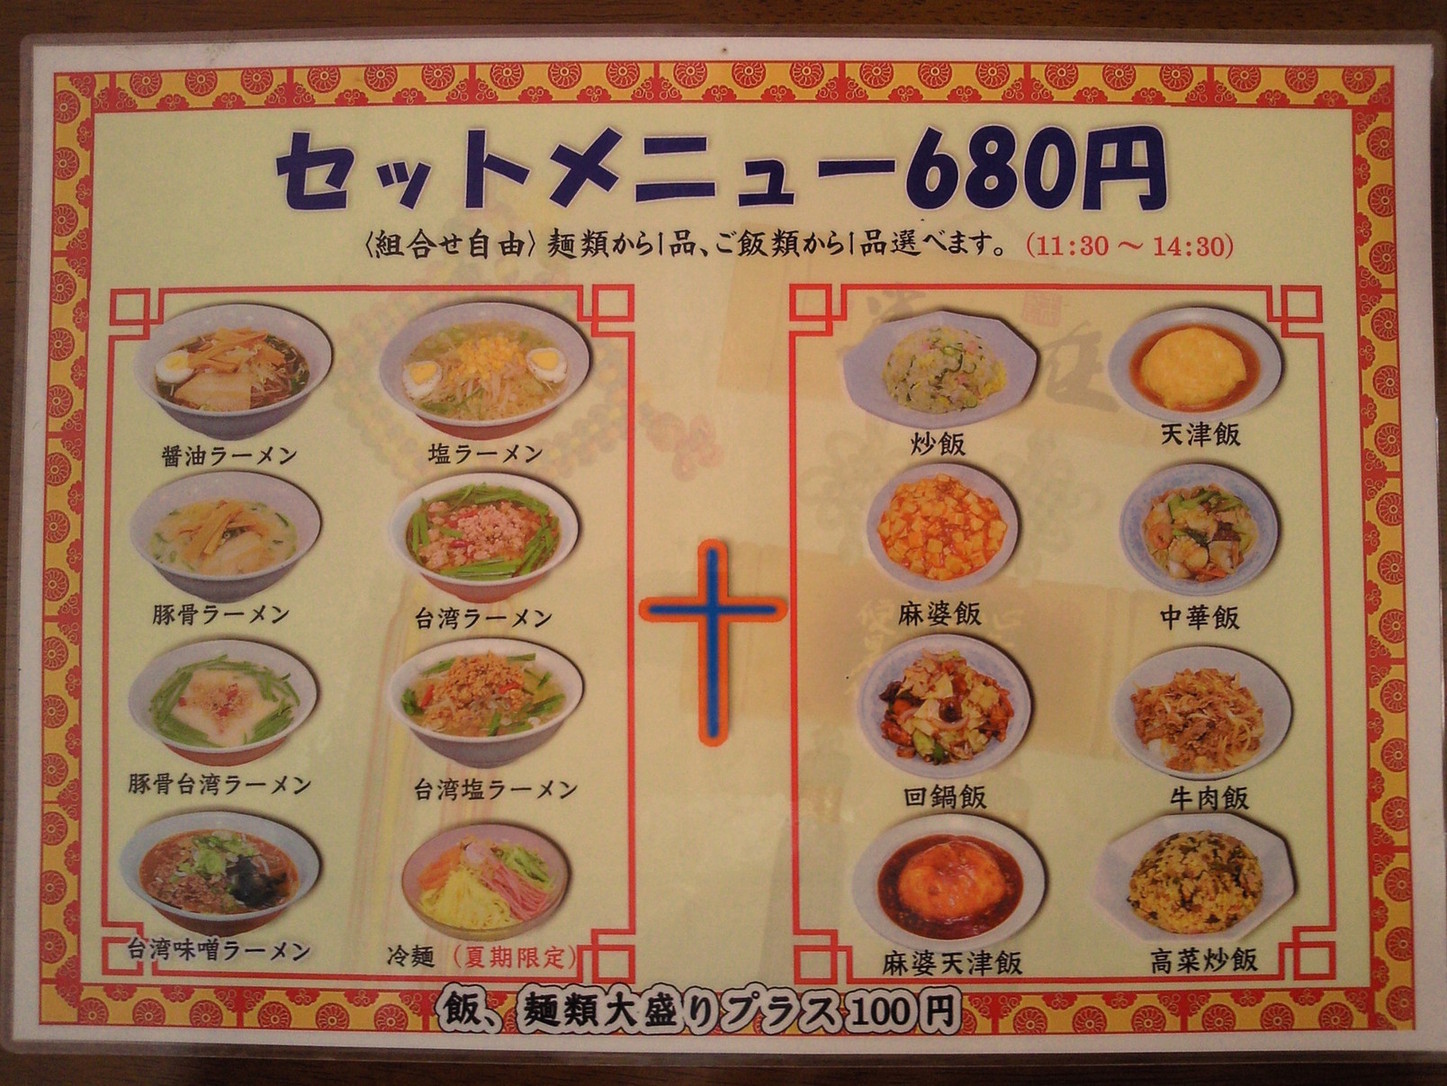 セットメニュー680円
〈組合せ自由〉麺類から1品、ご飯類から1品選べます。(11:30 ～ 14:30)
醤油ラーメン
塩ラーメン
豚骨ラーメン
台湾ラーメン
豚骨台湾ラーメン
台湾塩ラーメン
台湾味噌ラーメン
冷麺(夏期限定)
+
炒飯
天津飯
麻婆飯
中華飯
回鍋飯
牛肉飯
麻婆天津飯
高菜炒飯
飯、麺類大盛りプラス100円